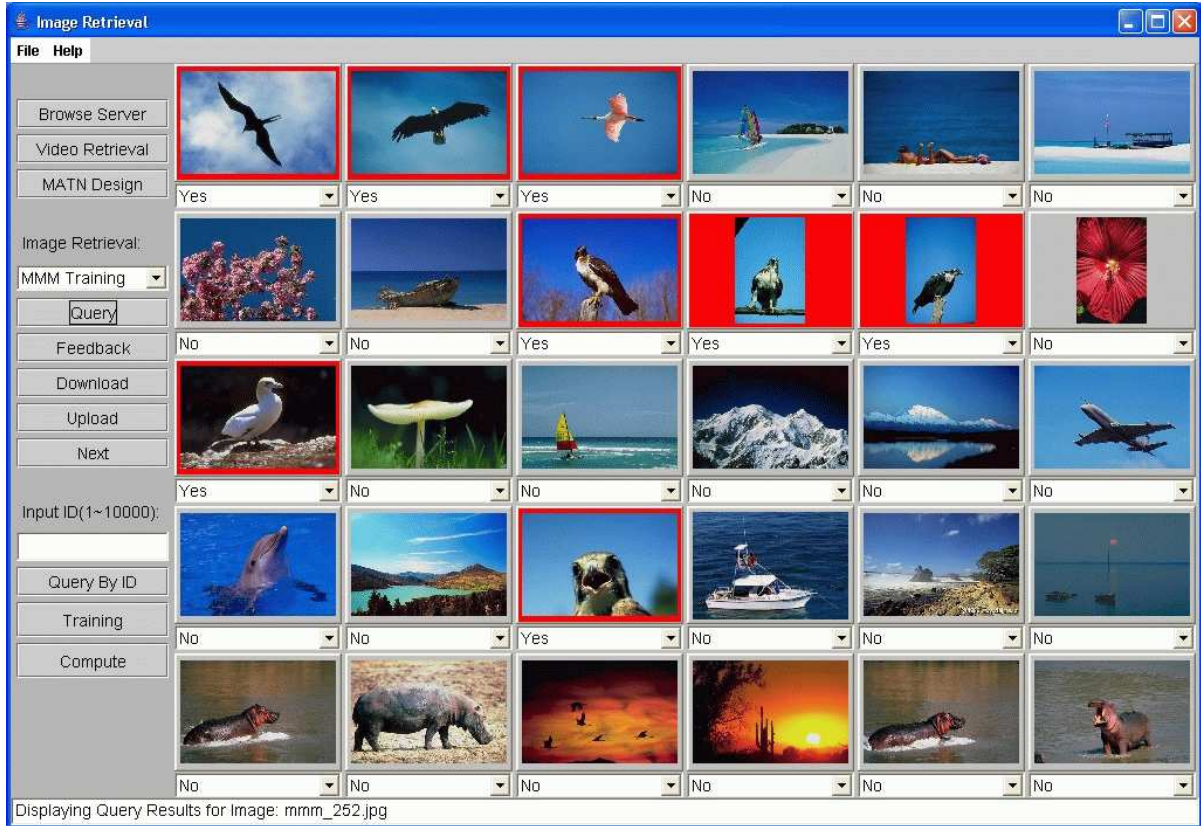 Image Retrieval
File Help
Browse Server
Video Retrieval
MATN Design
Image Retrieval:
MMM Training
Query
Feedback
Download
Upload
Next
Input ID(1~10000):
Query By ID
Training
Compute
Yes Yes Yes No No No
No No Yes Yes Yes No
Yes No No No No No
No No Yes No No No
No No No No No No
Displaying Query Results for Image: mmm_252.jpg